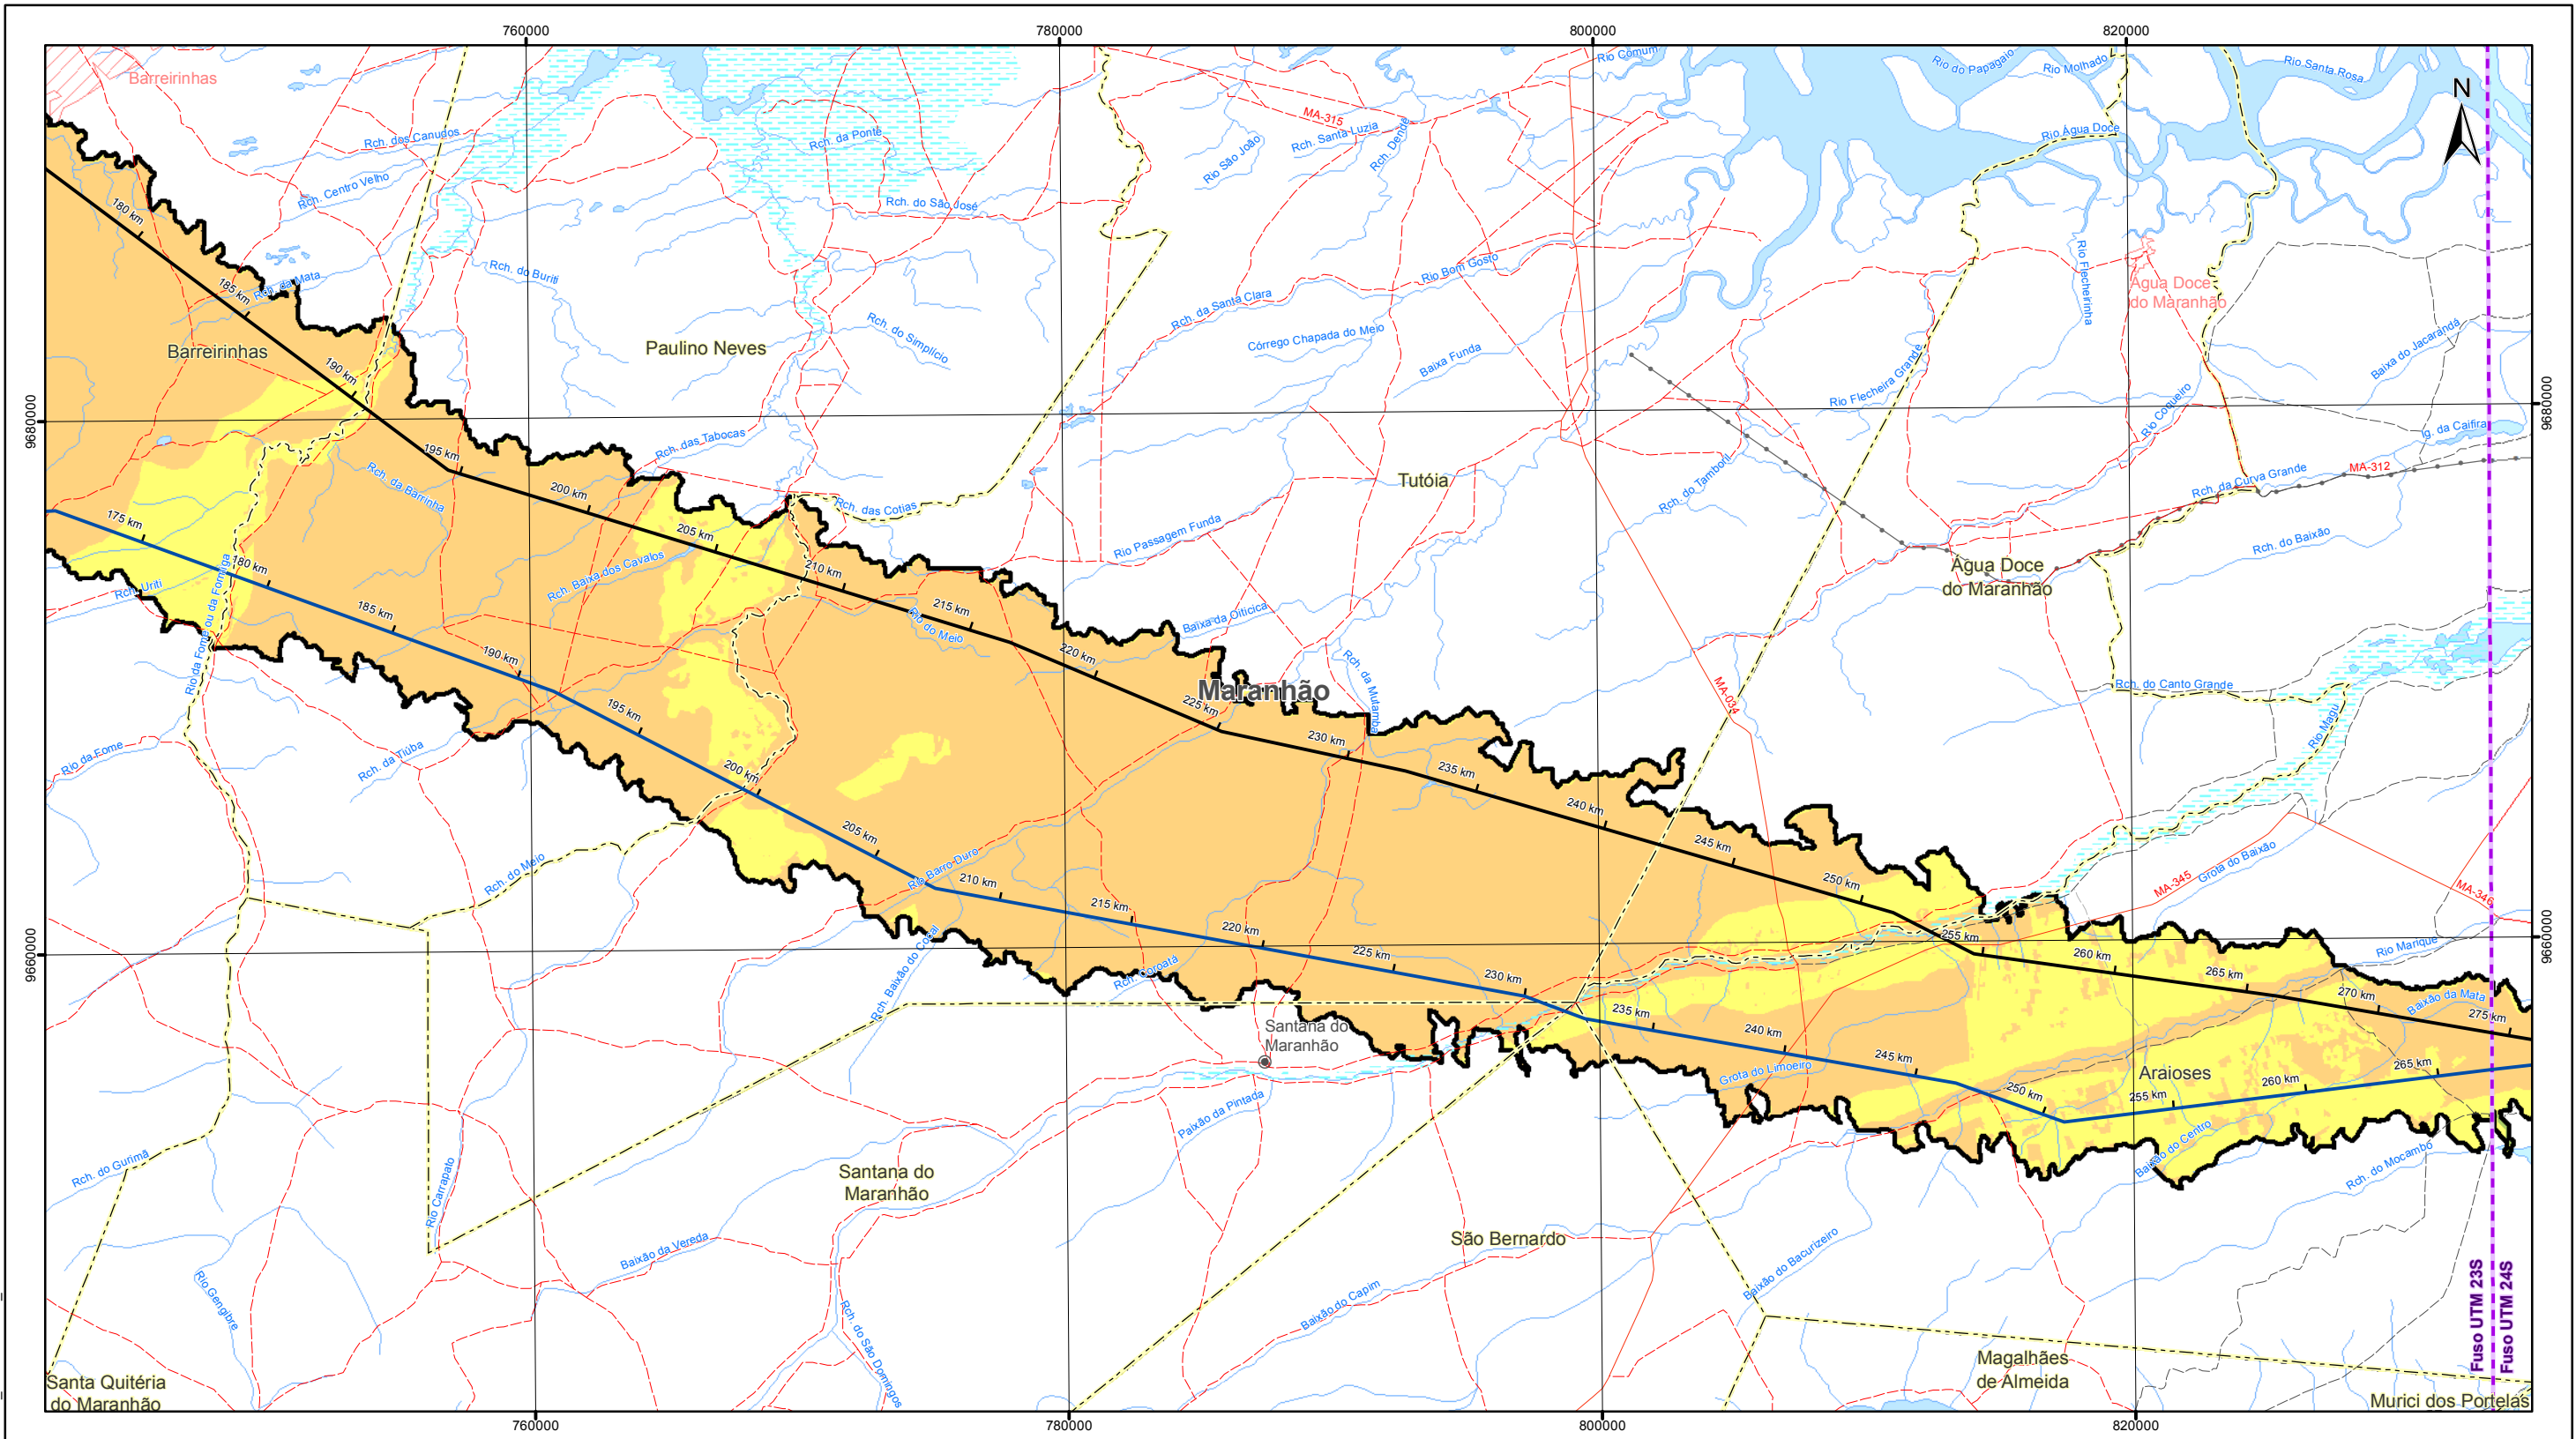 760000
780000
800000
820000
Barreirinhas
Rch. dos Canudos
Rch. Centro Velho
Rch. da Ponte
Rch. do São José
MA-315
Rch. Santa Luzia
Rio São João
Rch. Dendê
Rio Comum
Rio do Papagaio
Rio Molhado
Rio Santa Rosa
Rio Água Doce
N
180 km
185 km
Rch. da Mata
Rch. do Buriti
Rch. do Simplício
Rch. da Santa Clara
Rio Bom Gosto
Córrego Chapada do Meio
Baixa Funda
Rio Flecheirinha
Água Doce
do Maranhão
Baixa do Jacarandá
Rio Flecheira Grande
Rio Coqueiro
Barreirinhas
Paulino Neves
190 km
9680000
9680000
195 km
Rch. das Tabocas
Rch. da Barrinha
200 km
Rch. das Cotias
Tutóia
Rch. do Tamboril
Ig. da Caifira
MA-312
Rch. da Curva Grande
Rch. do Baixão
175 km
205 km
Rio Passagem Funda
180 km
Rch. Uriti
Rio da Fome ou da Formiga
Rch. Baixa dos Cavalos
210 km
Água Doce
do Maranhão
185 km
215 km
Rio do Meio
Baixa da Oiticica
190 km
220 km
Rch. da Mutamba
Maranhão
MA-034
Rch. do Canto Grande
195 km
225 km
Rio Magu
230 km
Rio da Fome
Rch. da Tiúba
200 km
235 km
240 km
205 km
245 km
Rch. do Meio
Rio Barro Duro
210 km
250 km
MA-345
Grota do Baixão
MA-346
215 km
220 km
255 km
260 km
Rio Marique
9660000
9660000
Rch. Baixão do Cocal
Rch. Coroatá
225 km
230 km
265 km
270 km
Baixão da Mata
275 km
235 km
Santana do
Maranhão
240 km
245 km
Grota do Limoeiro
Araioses
250 km
255 km
260 km
265 km
Paixão da Pintada
Baixão do Centro
Rch. do Mocambo
Rch. do Gurimã
Rio Carrapato
Santana do
Maranhão
São Bernardo
Baixão da Vereda
Baixão do Bacurizeiro
Rio Gengibre
Rch. do São Domingos
Baixão do Capim
Fuso UTM 23S
Fuso UTM 24S
Santa Quitéria
do Maranhão
Magalhães
de Almeida
Murici dos Portelas
760000
780000
800000
820000